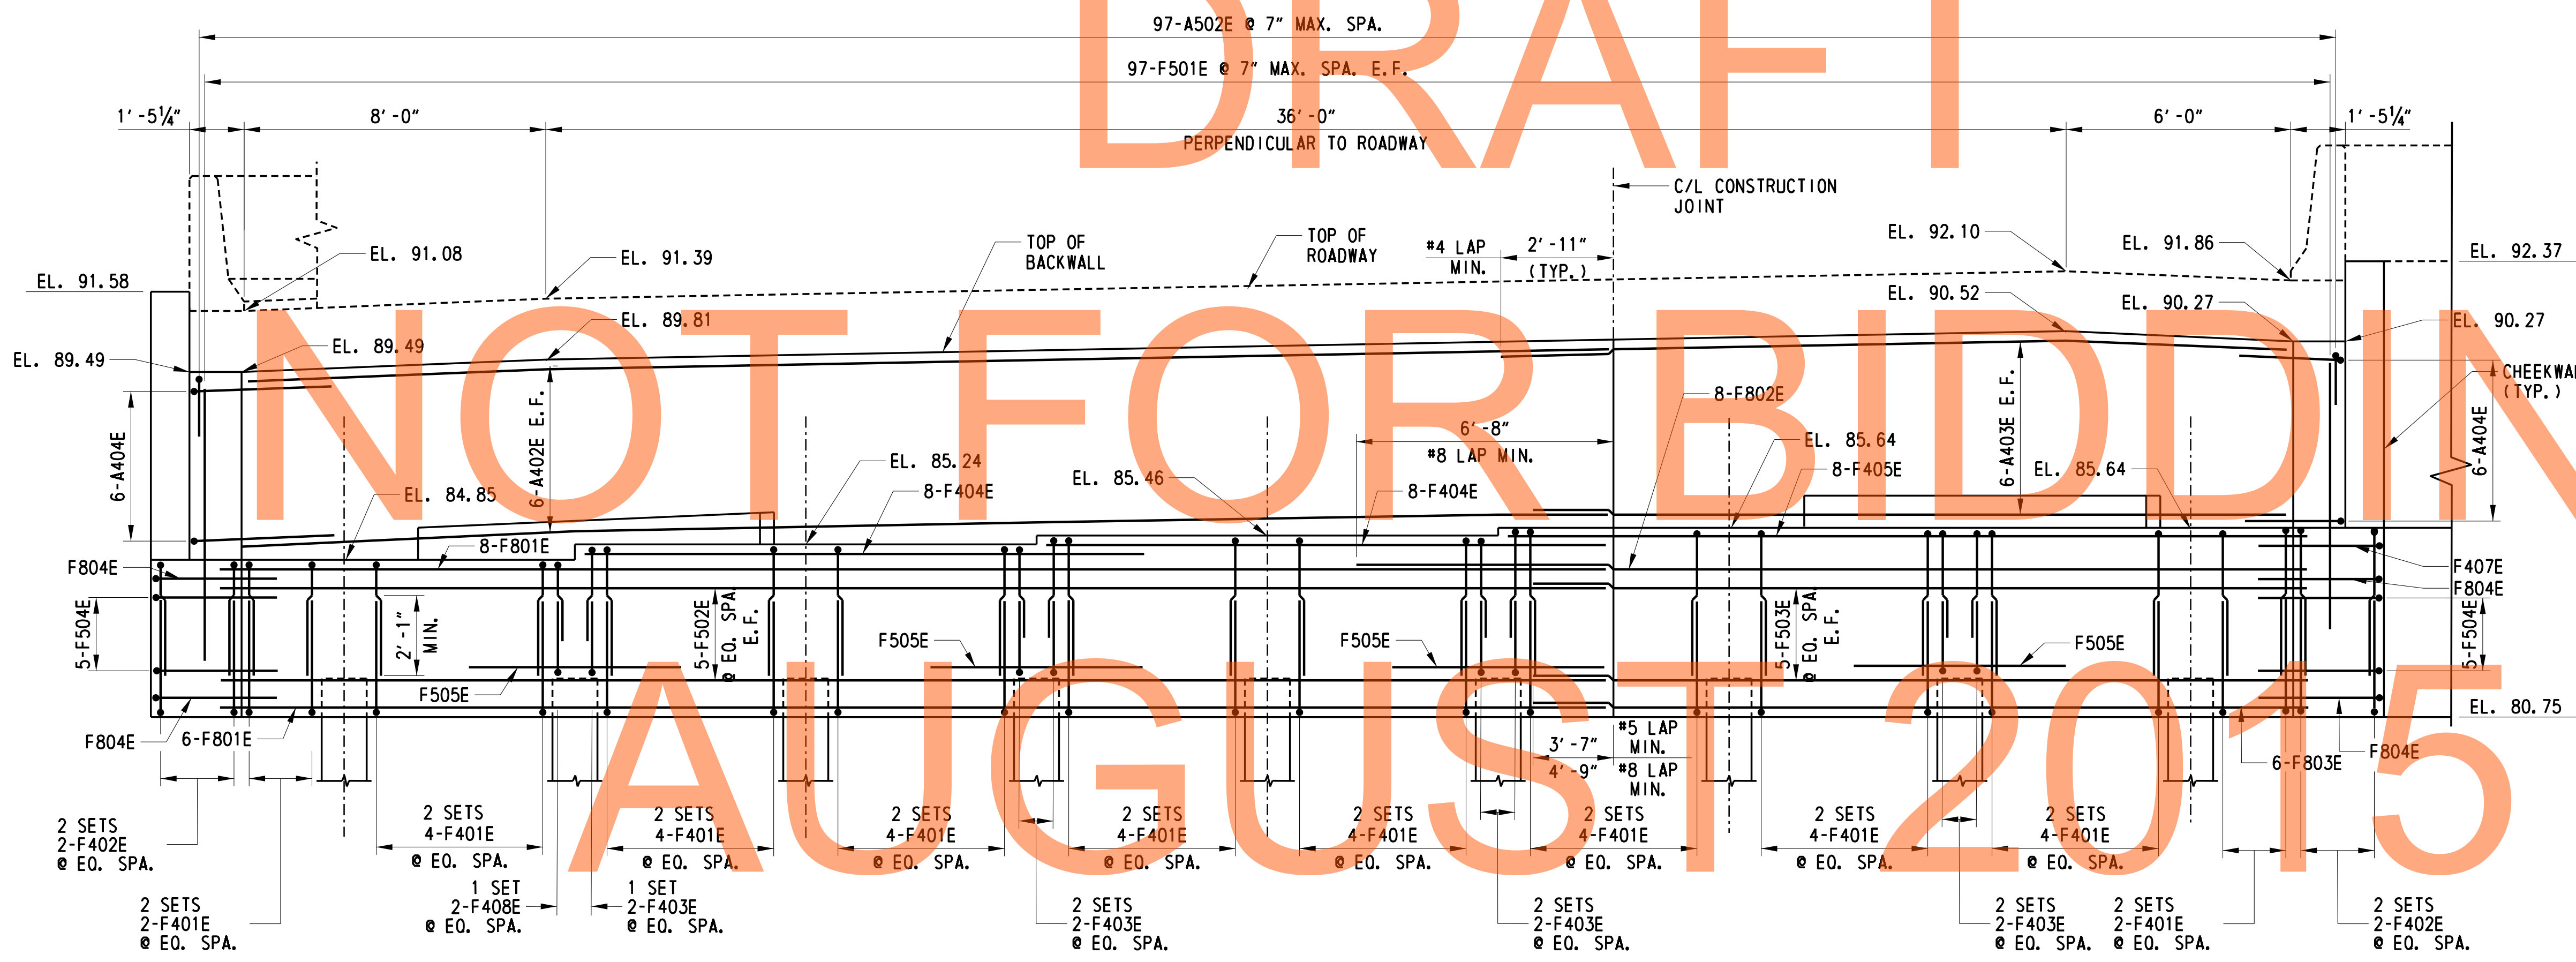 DRAFT
97-A502E @ 7" MAX. SPA.
97-F501E @ 7" MAX. SPA. E.F.
1'-5¼"
8'-0"
36'-0"
6'-0"
1'-5¼"
PERPENDICULAR TO ROADWAY
C/L CONSTRUCTION
JOINT
EL. 91.58
EL. 91.08
EL. 91.39
TOP OF
BACKWALL
TOP OF
ROADWAY
#4 LAP
MIN.
2'-11"
(TYP.)
EL. 92.10
EL. 91.86
EL. 92.37
NOT FOR BIDDIN
EL. 89.49
EL. 89.49
EL. 89.81
EL. 90.52
EL. 90.27
EL. 90.27
CHEEKWA
(TYP.)
6-A404E
6-A402E E.F.
8-F802E
6'-8"
#8 LAP MIN.
6-A403E E.F.
6-A404E
EL. 84.85
EL. 85.24
8-F404E
EL. 85.46
8-F404E
EL. 85.64
8-F405E
EL. 85.64
8-F801E
F804E
F407E
F804E
5-F504E
2'-1"
MIN.
5-F502E
@ EQ. SPA.
E.F.
F505E
F505E
5-F503E
@ EQ. SPA.
E.F.
F505E
5-F504E
F505E
AUGUST 2015
EL. 80.75
F804E
6-F801E
#5 LAP
MIN.
3'-7"
4'-9"
#8 LAP
MIN.
6-F803E
F804E
2 SETS
2-F402E
@ EQ. SPA.
2 SETS
4-F401E
@ EQ. SPA.
2 SETS
4-F401E
@ EQ. SPA.
2 SETS
4-F401E
@ EQ. SPA.
2 SETS
4-F401E
@ EQ. SPA.
2 SETS
4-F401E
@ EQ. SPA.
2 SETS
4-F401E
@ EQ. SPA.
2 SETS
4-F401E
@ EQ. SPA.
2 SETS
4-F401E
@ EQ. SPA.
2 SETS
2-F401E
@ EQ. SPA.
1 SET
2-F408E
@ EQ. SPA.
1 SET
2-F403E
@ EQ. SPA.
2 SETS
2-F403E
@ EQ. SPA.
2 SETS
2-F403E
@ EQ. SPA.
2 SETS
2-F403E
@ EQ. SPA.
2 SETS
2-F401E
@ EQ. SPA.
2 SETS
2-F402E
@ EQ. SPA.